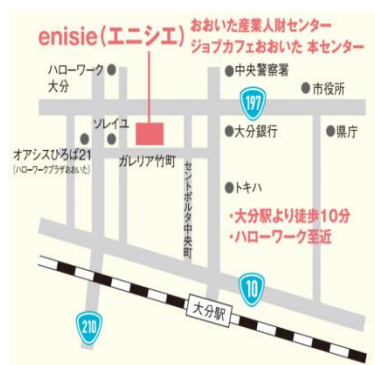 enisie(エニシエ)
おおいた産業人財センター
ジョブカフェおおいた 本センター
ハローワーク
大分
中央警察署
197
市役所
ソレイユ
大分銀行
県庁
オアシスひろば21
(ハローワークプラザおおいた)
ガレリア竹町
セントポルタ中央町
トキハ
・大分駅より徒歩10分
・ハローワーク至近
10
大分駅
210